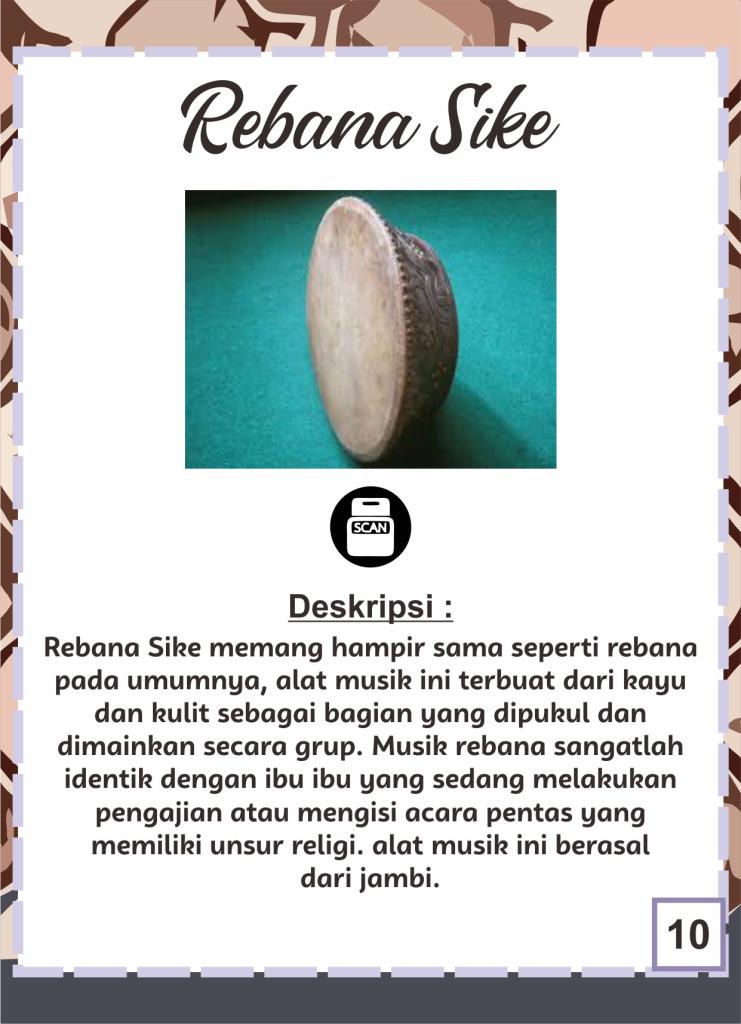 Rebana Sike
SCAN
Deskripsi :
Rebana Sike memang hampir sama seperti rebana
pada umumnya, alat musik ini terbuat dari kayu
dan kulit sebagai bagian yang dipukul dan
dimainkan secara grup. Musik rebana sangatlah
identik dengan ibu ibu yang sedang melakukan
pengajian atau mengisi acara pentas yang
memiliki unsur religi. alat musik ini berasal
dari jambi.
10